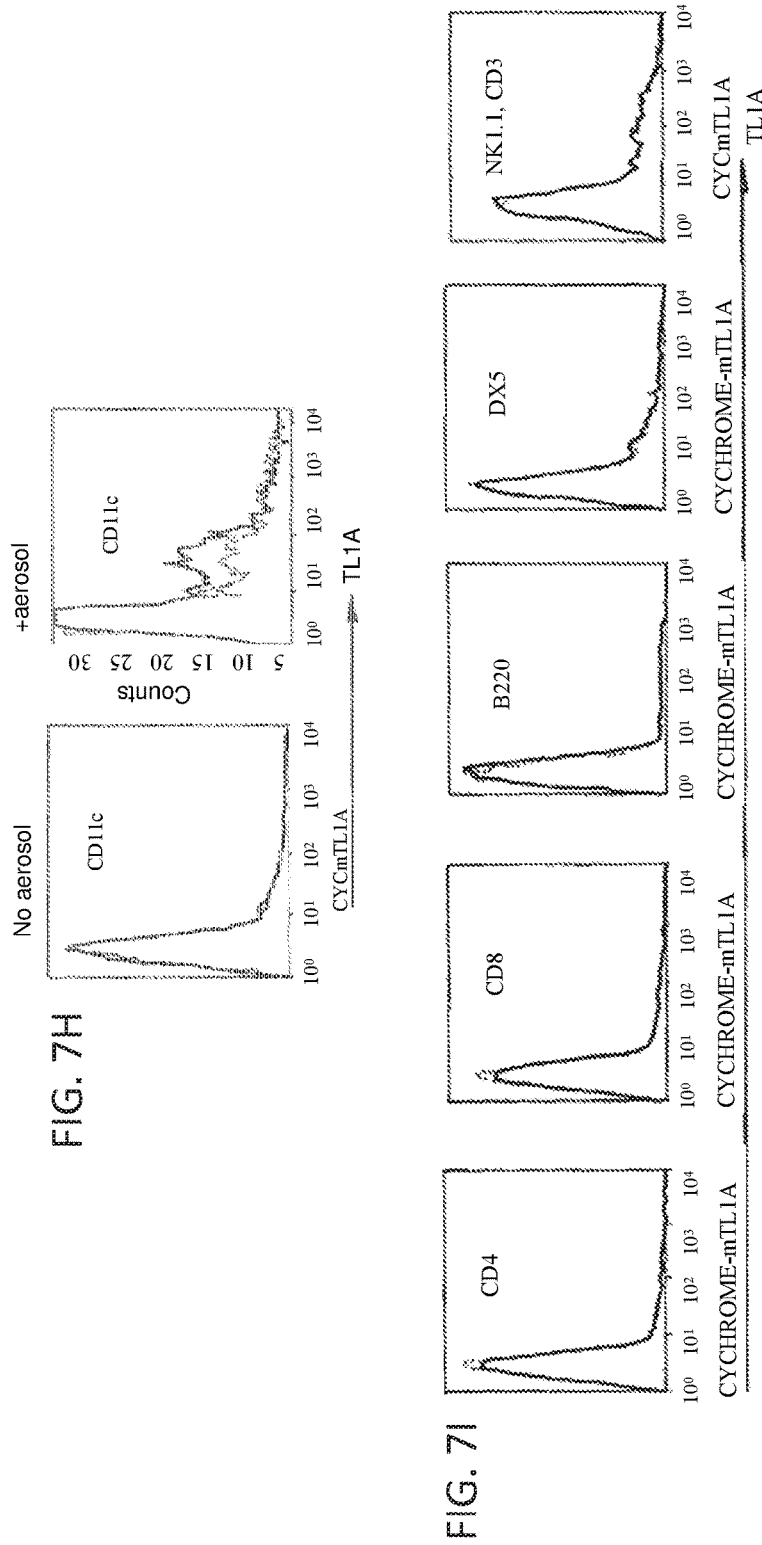 FIG. 7H
No aerosol
CD11c
10⁰ 10¹ 10² 10³ 10⁴
CYCmTL1A
+aerosol
Counts
30 25 20 15 10 5
CD11c
10⁰ 10¹ 10² 10³ 10⁴
TL1A
FIG. 7I
CD4
10⁰ 10¹ 10² 10³ 10⁴
CYCHROME-mTL1A
CD8
10⁰ 10¹ 10² 10³ 10⁴
CYCHROME-mTL1A
B220
10⁰ 10¹ 10² 10³ 10⁴
CYCHROME-mTL1A
DX5
10⁰ 10¹ 10² 10³ 10⁴
CYCHROME-mTL1A
NK1.1, CD3
10⁰ 10¹ 10² 10³ 10⁴
CYCmTL1A
TL1A